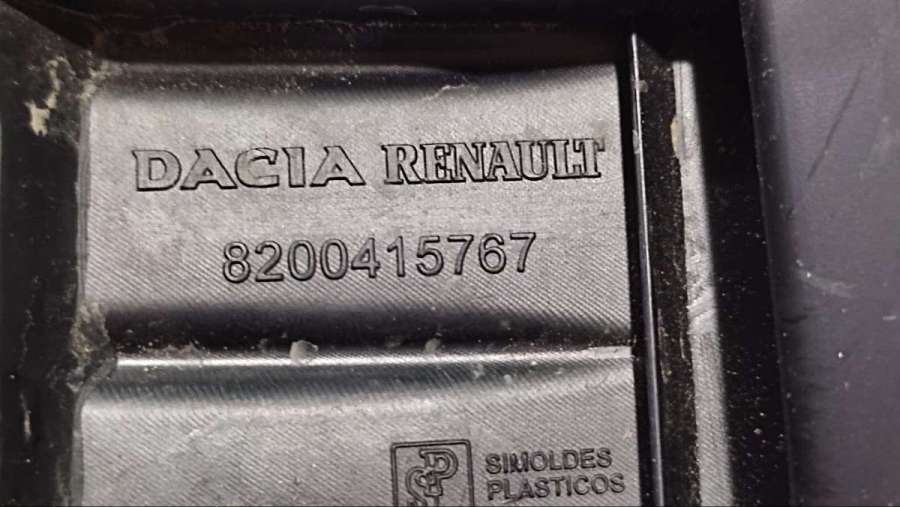 DACIA RENAULT
8200415767
SIMOLDES
PLASTICOS